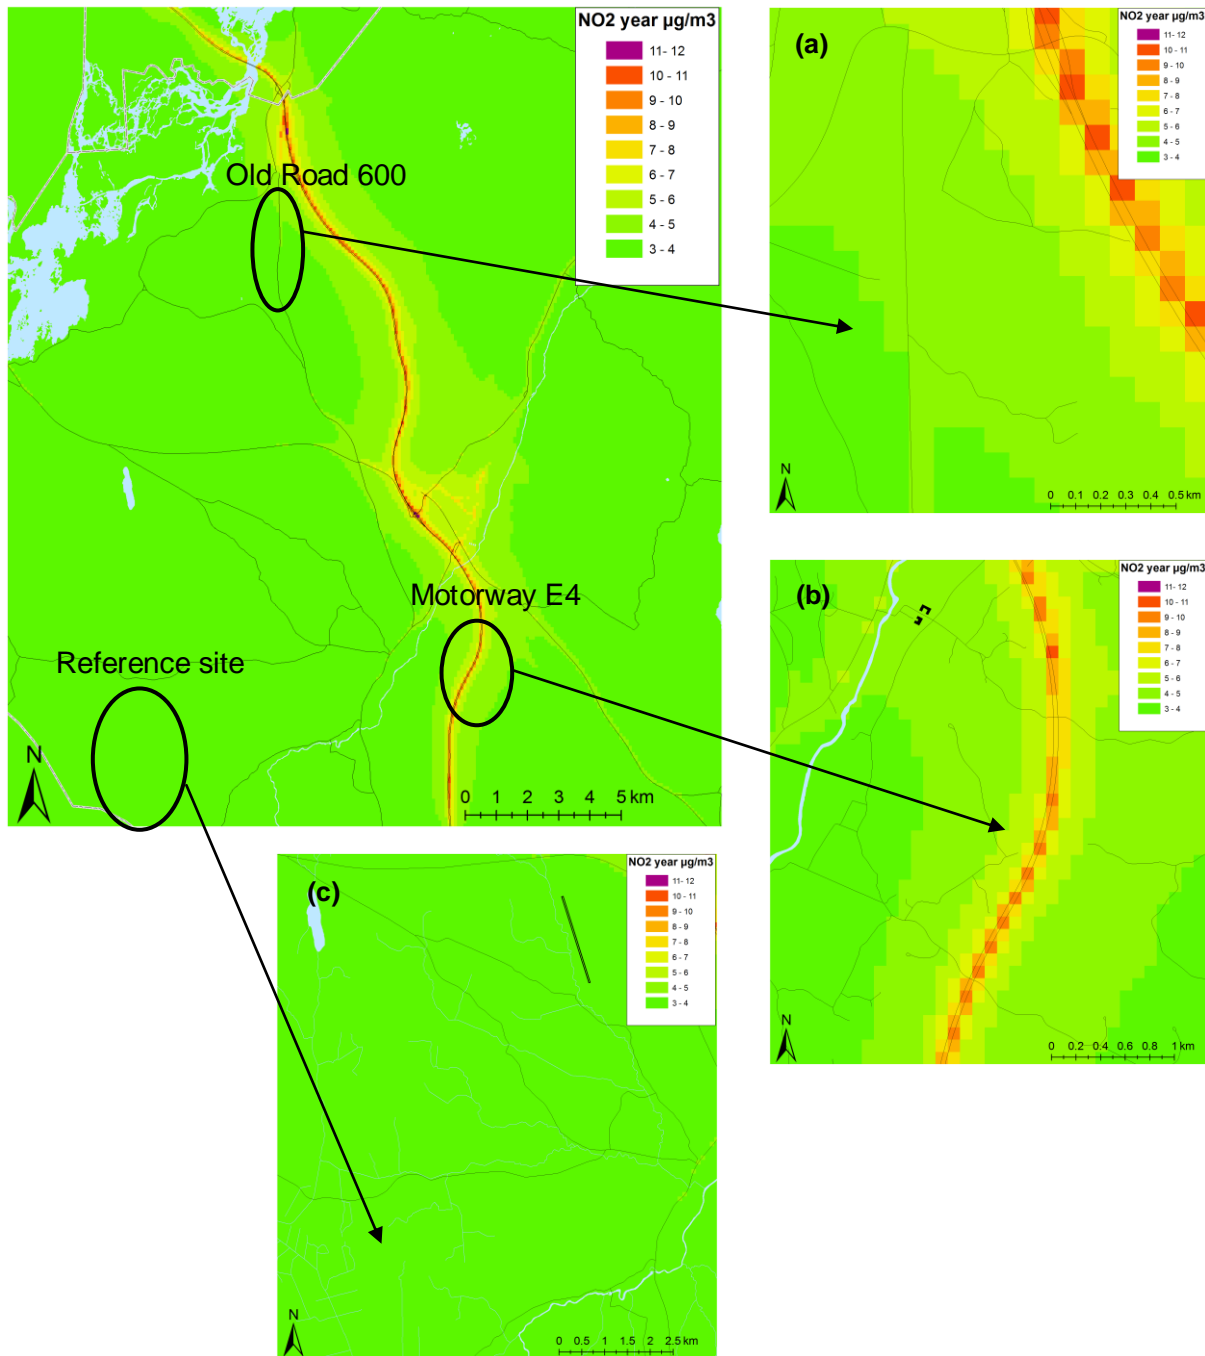 NO2 year µg/m3
11- 12
10 - 11
9 - 10
8 - 9
7 - 8
6 - 7
5 - 6
4 - 5
3 - 4
Old Road 600
Motorway E4
Reference site
N
0 1 2 3 4 5 km
(a)
NO2 year µg/m3
11- 12
10 - 11
9 - 10
8 - 9
7 - 8
6 - 7
5 - 6
4 - 5
3 - 4
N
0 0.1 0.2 0.3 0.4 0.5 km
(b)
NO2 year µg/m3
11- 12
10 - 11
9 - 10
8 - 9
7 - 8
6 - 7
5 - 6
4 - 5
3 - 4
N
0 0.2 0.4 0.6 0.8 1 km
(c)
NO2 year µg/m3
11- 12
10 - 11
9 - 10
8 - 9
7 - 8
6 - 7
5 - 6
4 - 5
3 - 4
N
0 0.5 1 1.5 2 2.5 km